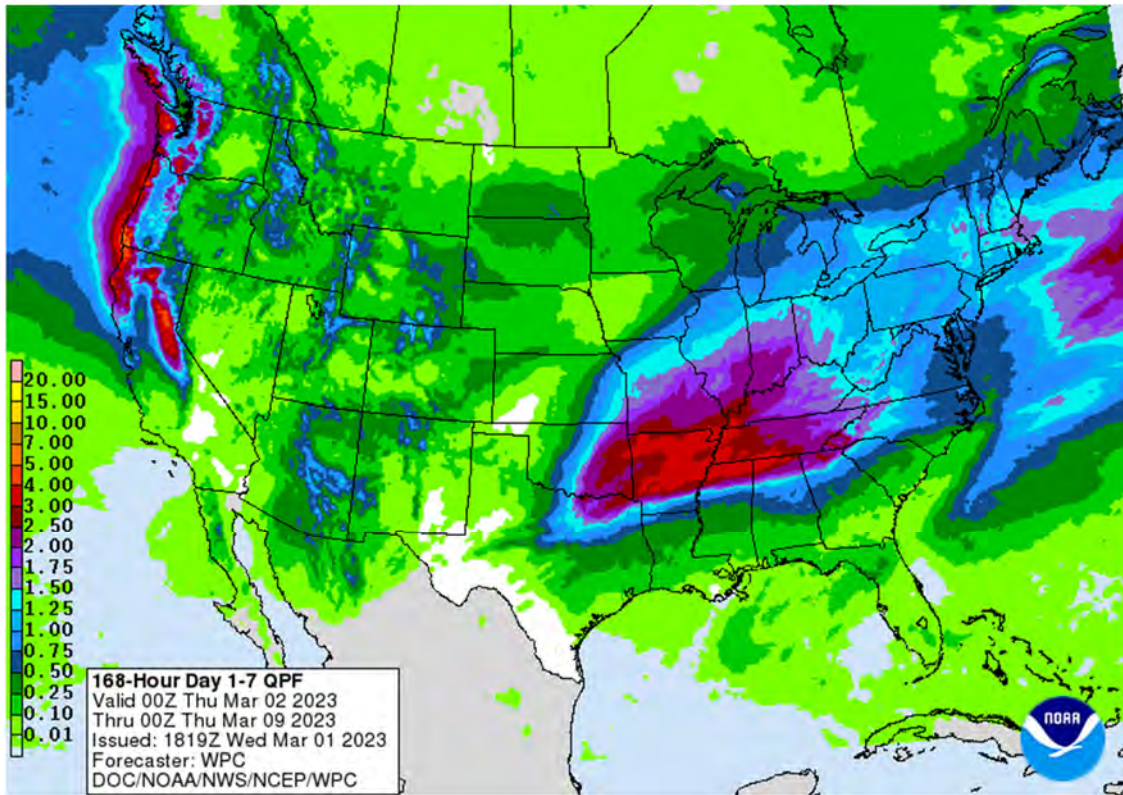 20.00
15.00
10.00
7.00
5.00
4.00
3.00
2.50
2.00
1.75
1.50
1.25
1.00
0.75
0.50
0.25
0.10
0.01
168-Hour Day 1-7 QPF
Valid 00Z Thu Mar 02 2023
Thru 00Z Thu Mar 09 2023
Issued: 1819Z Wed Mar 01 2023
Forecaster: WPC
DOC/NOAA/NWS/NCEP/WPC
NOAA